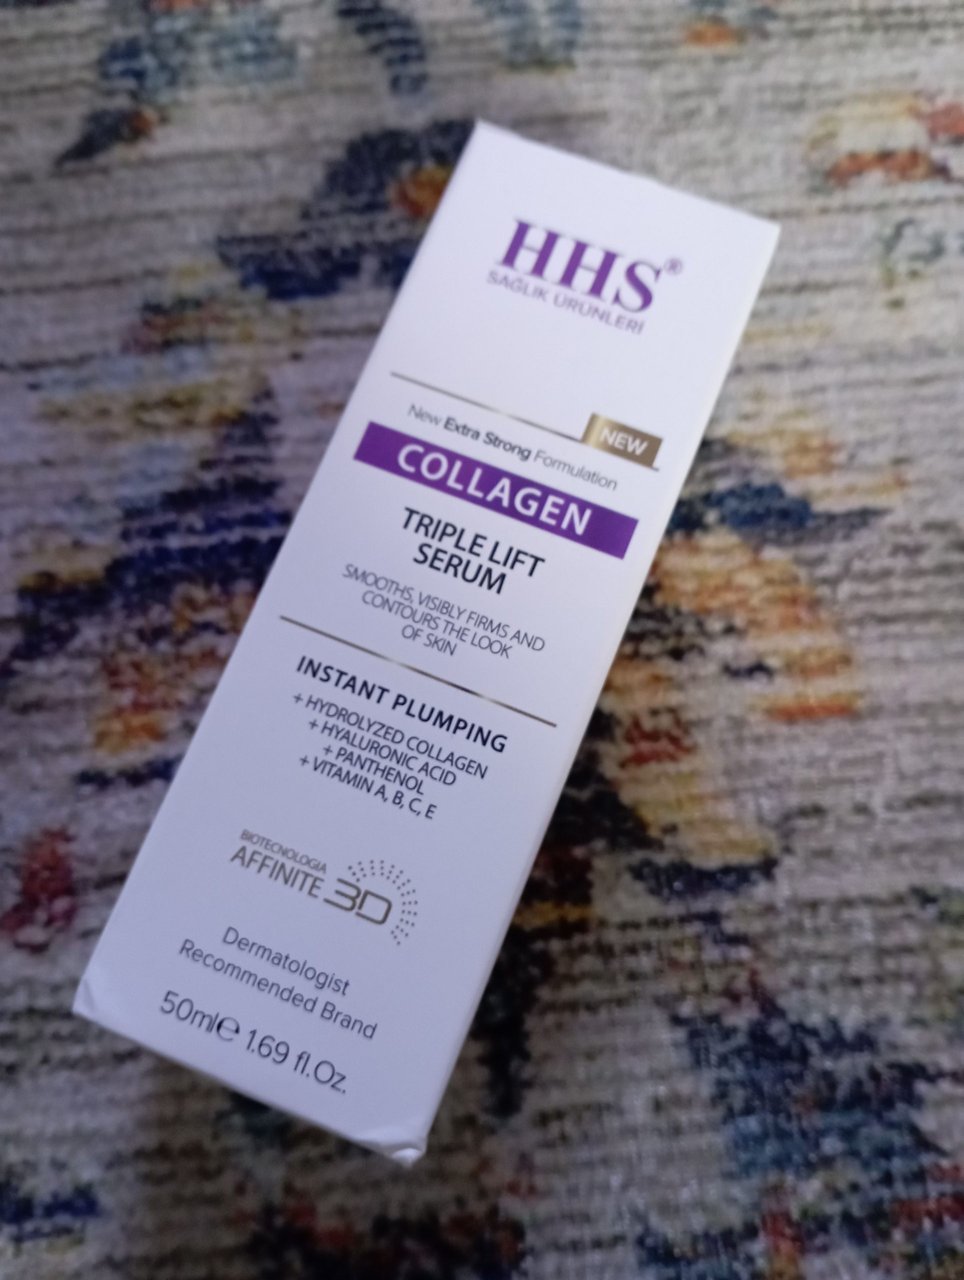 HHS®
SAĞLIK ÜRÜNLERİ
NEW
New Extra Strong Formulation
COLLAGEN
TRIPLE LIFT
SERUM
SMOOTHS, VISIBLY FIRMS AND
CONTOURS THE LOOK
OF SKIN
INSTANT PLUMPING
+ HYDROLYZED COLLAGEN
+ HYALURONIC ACID
+ PANTHENOL
+ VITAMIN A, B, C, E
BIOTECNOLOGIA
AFFINITE 3D
Dermatologist
Recommended Brand
50ml℮ 1.69 fl.Oz.